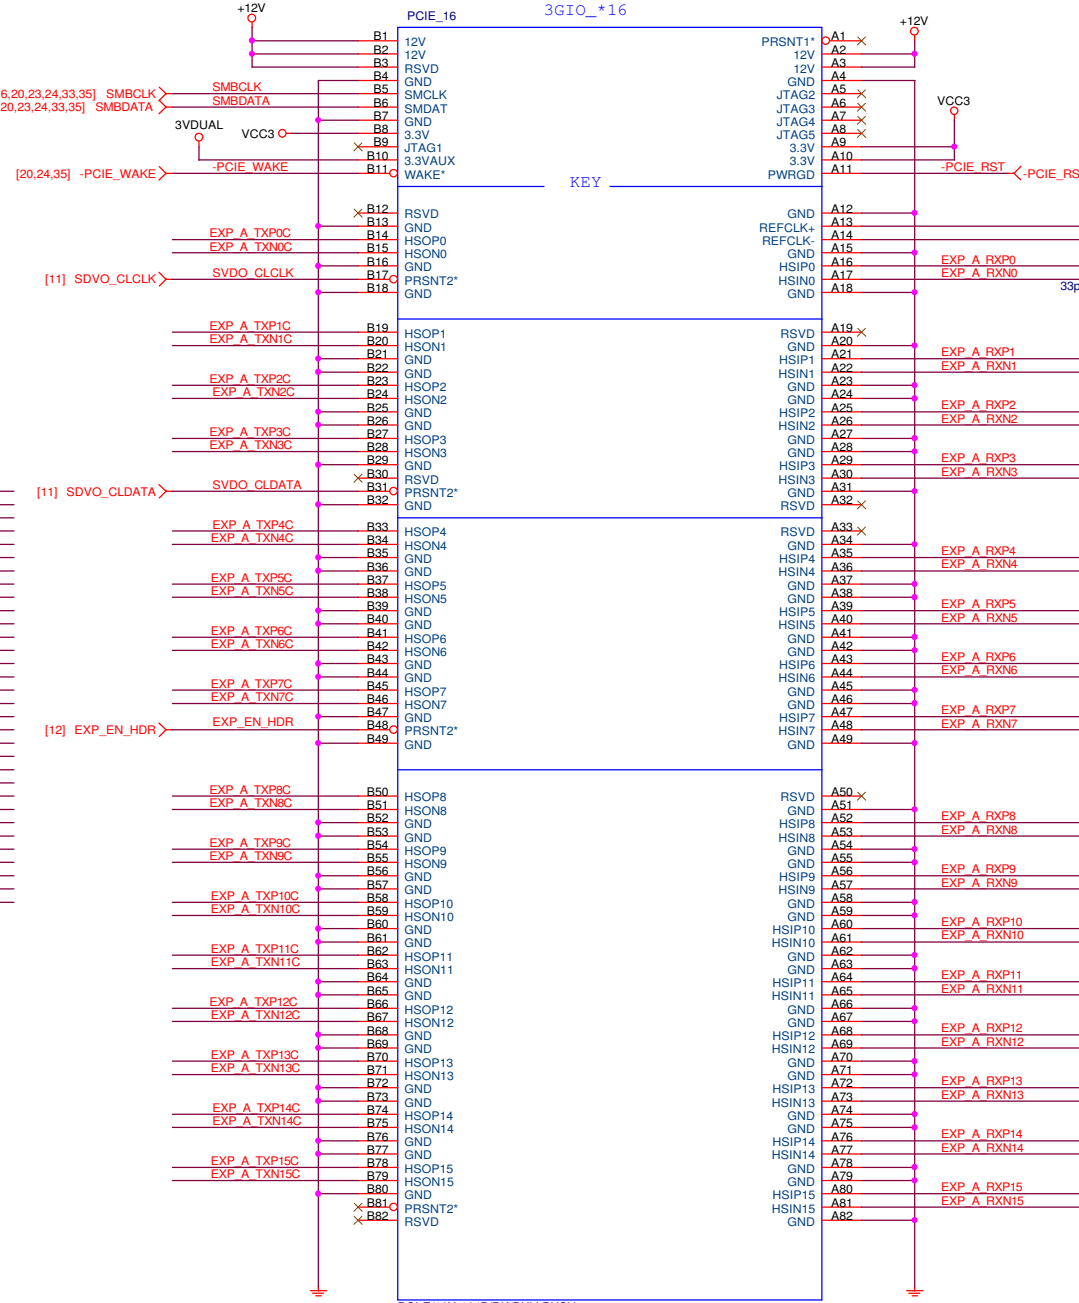 +12V PCIE_16 3GIO_*16 +12V
B1 12V PRSNT1* A1
B2 12V 12V A2
B3 RSVD 12V A3
B4 GND GND A4
6,20,23,24,33,35] SMBCLK SMBCLK B5 SMCLK JTAG2 A5
20,23,24,33,35] SMBDATA SMBDATA B6 SMDAT JTAG3 A6
B7 GND JTAG4 A7 VCC3
3VDUAL VCC3 B8 3.3V JTAG5 A8
B9 JTAG1 3.3V A9
B10 3.3VAUX 3.3V A10
[20,24,35] -PCIE_WAKE -PCIE_WAKE B11 WAKE* PWRGD A11 -PCIE_RST -PCIE_RS
KEY
B12 RSVD GND A12
B13 GND REFCLK+ A13
EXP_A_TXP0C B14 HSOP0 REFCLK- A14
EXP_A_TXN0C B15 HSON0 GND A15
B16 GND HSIP0 A16 EXP_A_RXP0
[11] SDVO_CLCLK SVDO_CLCLK B17 PRSNT2* HSIN0 A17 EXP_A_RXN0
B18 GND GND A18 33p
EXP_A_TXP1C B19 HSOP1 RSVD A19
EXP_A_TXN1C B20 HSON1 GND A20
B21 GND HSIP1 A21 EXP_A_RXP1
B22 GND HSIN1 A22 EXP_A_RXN1
EXP_A_TXP2C B23 HSOP2 GND A23
EXP_A_TXN2C B24 HSON2 GND A24
B25 GND HSIP2 A25 EXP_A_RXP2
B26 GND HSIN2 A26 EXP_A_RXN2
EXP_A_TXP3C B27 HSOP3 GND A27
EXP_A_TXN3C B28 HSON3 GND A28
B29 GND HSIP3 A29 EXP_A_RXP3
B30 RSVD HSIN3 A30 EXP_A_RXN3
[11] SDVO_CLDATA SVDO_CLDATA B31 PRSNT2* GND A31
B32 GND RSVD A32
EXP_A_TXP4C B33 HSOP4 RSVD A33
EXP_A_TXN4C B34 HSON4 GND A34
B35 GND HSIP4 A35 EXP_A_RXP4
B36 GND HSIN4 A36 EXP_A_RXN4
EXP_A_TXP5C B37 HSOP5 GND A37
EXP_A_TXN5C B38 HSON5 GND A38
B39 GND HSIP5 A39 EXP_A_RXP5
B40 GND HSIN5 A40 EXP_A_RXN5
EXP_A_TXP6C B41 HSOP6 GND A41
EXP_A_TXN6C B42 HSON6 GND A42
B43 GND HSIP6 A43 EXP_A_RXP6
B44 GND HSIN6 A44 EXP_A_RXN6
EXP_A_TXP7C B45 HSOP7 GND A45
EXP_A_TXN7C B46 HSON7 GND A46
B47 GND HSIP7 A47 EXP_A_RXP7
[12] EXP_EN_HDR EXP_EN_HDR B48 PRSNT2* HSIN7 A48 EXP_A_RXN7
B49 GND GND A49
EXP_A_TXP8C B50 HSOP8 RSVD A50
EXP_A_TXN8C B51 HSON8 GND A51
B52 GND HSIP8 A52 EXP_A_RXP8
B53 GND HSIN8 A53 EXP_A_RXN8
EXP_A_TXP9C B54 HSOP9 GND A54
EXP_A_TXN9C B55 HSON9 GND A55
B56 GND HSIP9 A56 EXP_A_RXP9
B57 GND HSIN9 A57 EXP_A_RXN9
EXP_A_TXP10C B58 HSOP10 GND A58
EXP_A_TXN10C B59 HSON10 GND A59
B60 GND HSIP10 A60 EXP_A_RXP10
B61 GND HSIN10 A61 EXP_A_RXN10
EXP_A_TXP11C B62 HSOP11 GND A62
EXP_A_TXN11C B63 HSON11 GND A63
B64 GND HSIP11 A64 EXP_A_RXP11
B65 GND HSIN11 A65 EXP_A_RXN11
EXP_A_TXP12C B66 HSOP12 GND A66
EXP_A_TXN12C B67 HSON12 GND A67
B68 GND HSIP12 A68 EXP_A_RXP12
B69 GND HSIN12 A69 EXP_A_RXN12
EXP_A_TXP13C B70 HSOP13 GND A70
EXP_A_TXN13C B71 HSON13 GND A71
B72 GND HSIP13 A72 EXP_A_RXP13
B73 GND HSIN13 A73 EXP_A_RXN13
EXP_A_TXP14C B74 HSOP14 GND A74
EXP_A_TXN14C B75 HSON14 GND A75
B76 GND HSIP14 A76 EXP_A_RXP14
B77 GND HSIN14 A77 EXP_A_RXN14
EXP_A_TXP15C B78 HSOP15 GND A78
EXP_A_TXN15C B79 HSON15 GND A79
B80 GND HSIP15 A80 EXP_A_RXP15
B81 PRSNT2* HSIN15 A81 EXP_A_RXN15
B82 RSVD GND A82